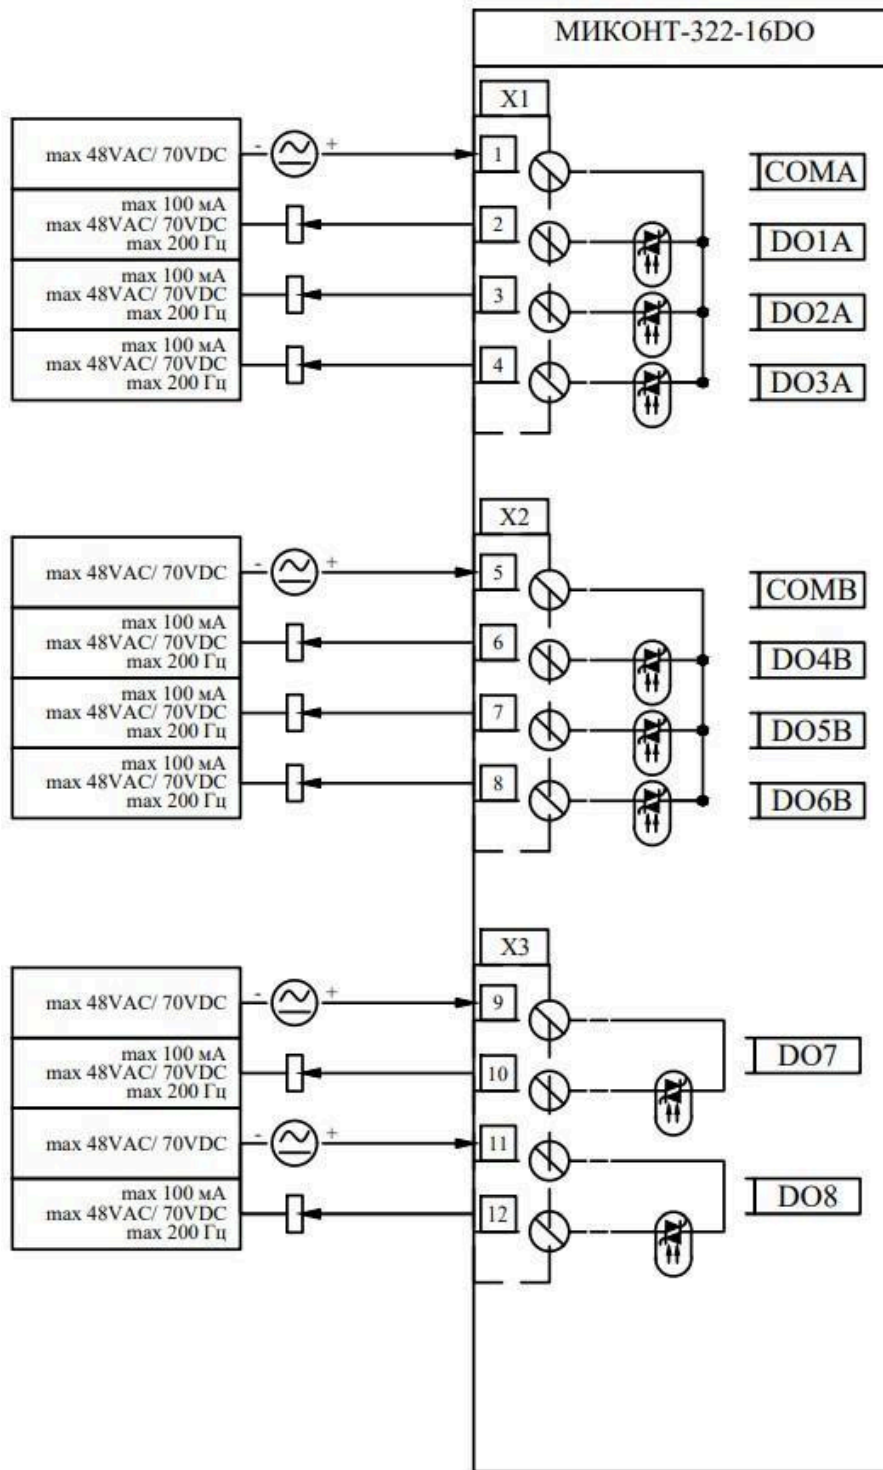 МИКОНТ-322-16DO
X1
max 48VAC/ 70VDC
- +
1
COMA
max 100 мА
max 48VAC/ 70VDC
max 200 Гц
2
DO1A
max 100 мА
max 48VAC/ 70VDC
max 200 Гц
3
DO2A
max 100 мА
max 48VAC/ 70VDC
max 200 Гц
4
DO3A
X2
max 48VAC/ 70VDC
- +
5
COMB
max 100 мА
max 48VAC/ 70VDC
max 200 Гц
6
DO4B
max 100 мА
max 48VAC/ 70VDC
max 200 Гц
7
DO5B
max 100 мА
max 48VAC/ 70VDC
max 200 Гц
8
DO6B
X3
max 48VAC/ 70VDC
- +
9
DO7
max 100 мА
max 48VAC/ 70VDC
max 200 Гц
10
max 48VAC/ 70VDC
- +
11
DO8
max 100 мА
max 48VAC/ 70VDC
max 200 Гц
12